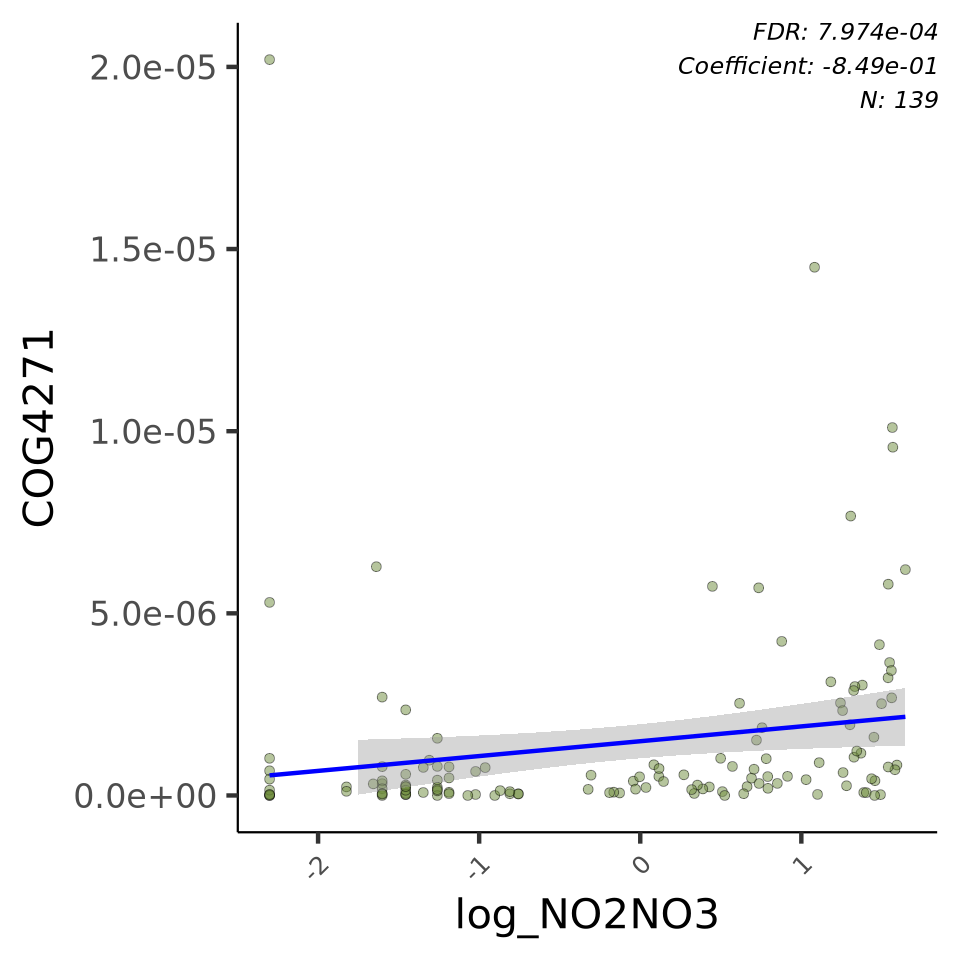 FDR: 7.974e-04
Coefficient: -8.49e-01
N: 139
2.0e-05
1.5e-05
1.0e-05
5.0e-06
0.0e+00
COG4271
-2
-1
0
1
log_NO2NO3